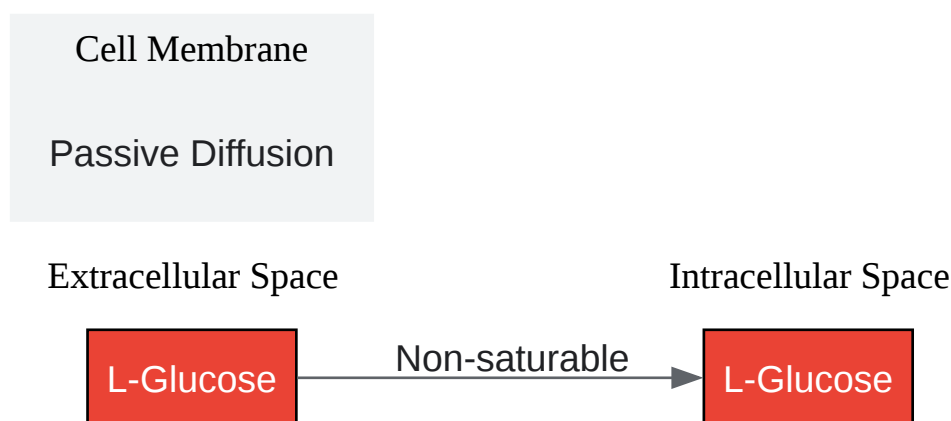 Cell Membrane
Passive Diffusion
Extracellular Space
Intracellular Space
L-Glucose
Non-saturable
L-Glucose